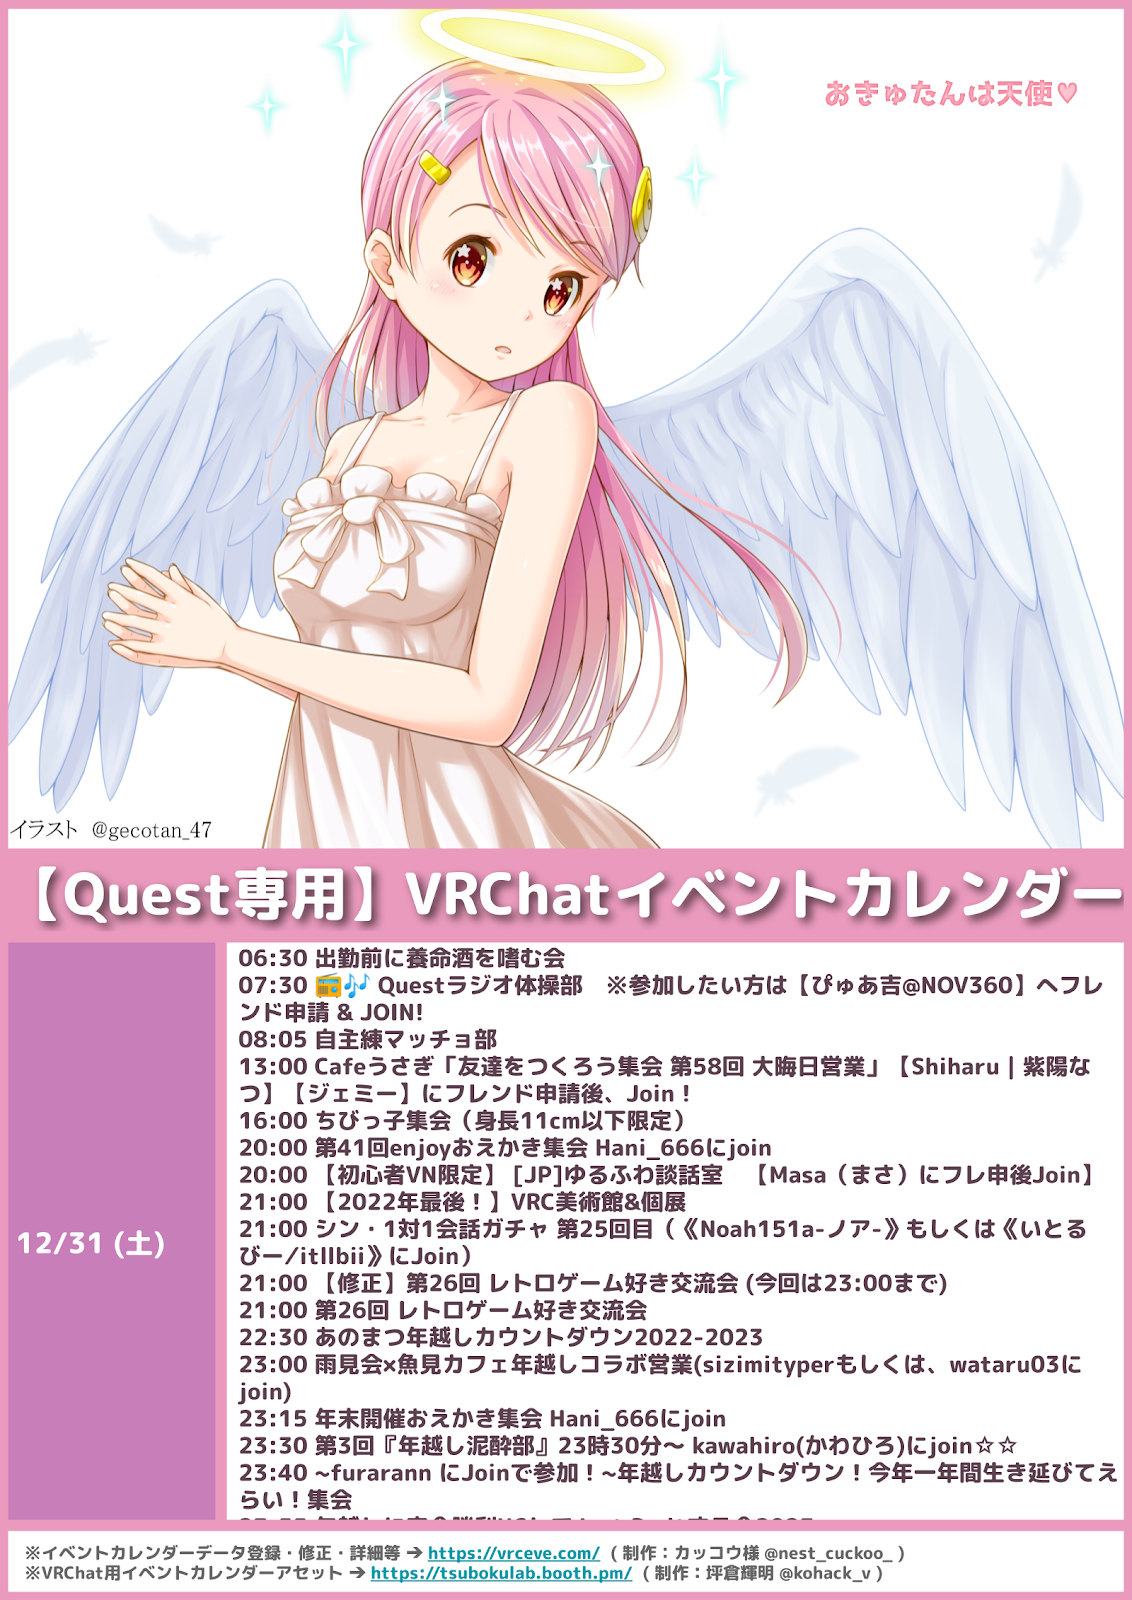 おきゅたんは天使♥
イラスト @gecotan_47
【Quest専用】VRChatイベントカレンダー
12/31 (土)
06:30 出勤前に養命酒を嗜む会
07:30 📻🎶 Questラジオ体操部　※参加したい方は【ぴゅあ吉@NOV360】へフレ
ンド申請 & JOIN!
08:05 自主練マッチョ部
13:00 Cafeうさぎ「友達をつくろう集会 第58回 大晦日営業」【Shiharu | 紫陽な
つ】【ジェミー】にフレンド申請後、Join！
16:00 ちびっ子集会（身長11cm以下限定）
20:00 第41回enjoyおえかき集会 Hani_666にjoin
20:00 【初心者VN限定】 [JP]ゆるふわ談話室　【Masa（まさ）にフレ申後Join】
21:00 【2022年最後！】VRC美術館&個展
21:00 シン・1対1会話ガチャ 第25回目（《Noah151a-ノア-》もしくは《いとる
びー/itllbii》にJoin）
21:00 【修正】第26回 レトロゲーム好き交流会 (今回は23:00まで)
21:00 第26回 レトロゲーム好き交流会
22:30 あのまつ年越しカウントダウン2022-2023
23:00 雨見会×魚見カフェ年越しコラボ営業(sizimityperもしくは、wataru03に
join)
23:15 年末開催おえかき集会 Hani_666にjoin
23:30 第3回『年越し泥酔部』23時30分～ kawahiro(かわひろ)にjoin☆☆
23:40 ~furarann にJoinで参加！~年越しカウントダウン！今年一年間生き延びてえ
らい！集会
※イベントカレンダーデータ登録・修正・詳細等 ➔ https://vrceve.com/ ( 制作：カッコウ様 @nest_cuckoo_ )
※VRChat用イベントカレンダーアセット ➔ https://tsubokulab.booth.pm/ ( 制作：坪倉輝明 @kohack_v )